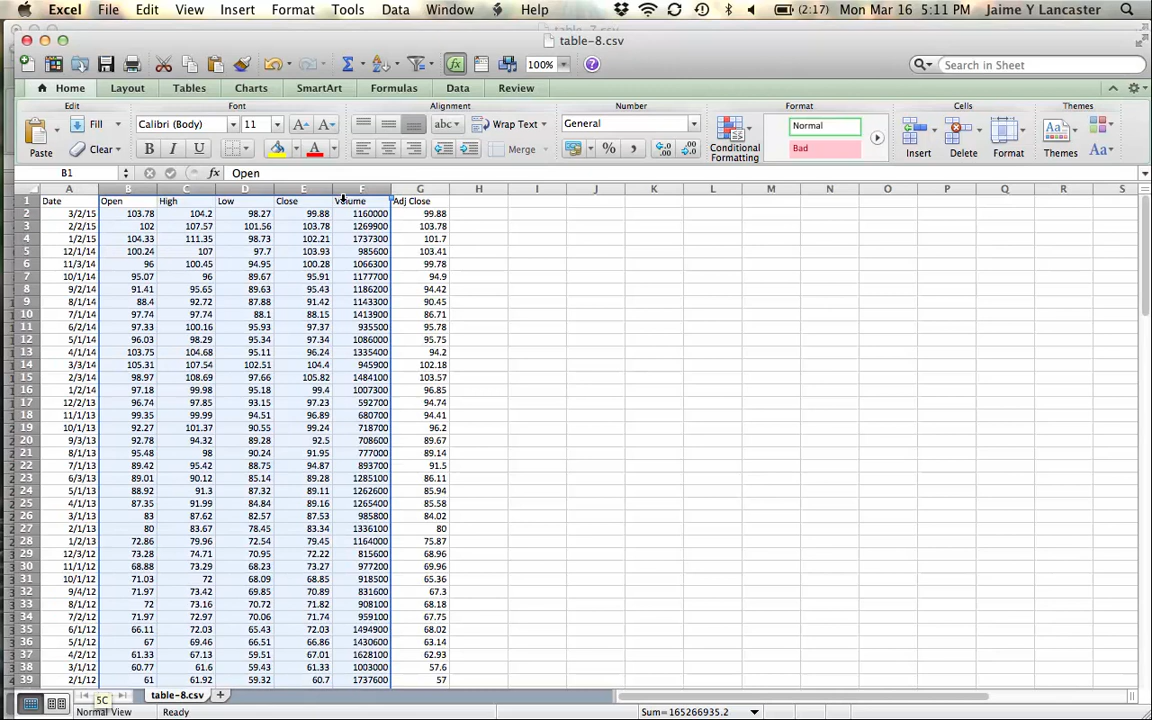 Excel File Edit View Insert Format Tools Data Window Help (2:17) Mon Mar 16 5:11 PM Jaime Y Lancaster
table-8.csv
100% Search in Sheet
Home Layout Tables Charts SmartArt Formulas Data Review
Edit Font Alignment Number Format Cells Themes
Fill Calibri (Body) 11 A A abc Wrap Text General Normal Conditional Formatting Insert Delete Format Themes Aa
Paste Clear B I U A Merge % Bad
B1 fx Open
A B C D E F G H I J K L M N O P Q R S
1 Date Open High Low Close Volume Adj Close
2 3/2/15 103.78 104.2 98.27 99.88 1160000 99.88
3 2/2/15 102 107.57 101.56 103.78 1269900 103.78
4 1/2/15 104.33 111.35 98.73 102.21 1737300 101.7
5 12/1/14 100.24 107 97.7 103.93 985600 103.41
6 11/3/14 96 100.45 94.95 100.28 1066300 99.78
7 10/1/14 95.07 96 89.67 95.91 1177700 94.9
8 9/2/14 91.41 95.65 89.63 95.43 1186200 94.42
9 8/1/14 88.4 92.72 87.88 91.42 1143300 90.45
10 7/1/14 97.74 97.74 88.1 88.15 1413900 86.71
11 6/2/14 97.33 100.16 95.93 97.37 935500 95.78
12 5/1/14 96.03 98.29 95.34 97.34 1086000 95.75
13 4/1/14 103.75 104.68 95.11 96.24 1335400 94.2
14 3/3/14 105.31 107.54 102.51 104.4 945900 102.18
15 2/3/14 98.97 108.69 97.66 105.82 1484100 103.57
16 1/2/14 97.18 99.98 95.18 99.4 1007300 96.85
17 12/2/13 96.74 97.85 93.15 97.23 592700 94.74
18 11/1/13 99.35 99.99 94.51 96.89 680700 94.41
19 10/1/13 92.27 101.37 90.55 99.24 718700 96.2
20 9/3/13 92.78 94.32 89.28 92.5 708600 89.67
21 8/1/13 95.48 98 90.24 91.95 777000 89.14
22 7/1/13 89.42 95.42 88.75 94.87 893700 91.5
23 6/3/13 89.01 90.12 85.14 89.28 1285100 86.11
24 5/1/13 88.92 91.3 87.32 89.11 1262600 85.94
25 4/1/13 87.35 91.99 84.84 89.16 1265400 85.58
26 3/1/13 83 87.62 82.57 87.53 985800 84.02
27 2/1/13 80 83.67 78.45 83.34 1336100 80
28 1/2/13 72.86 79.96 72.54 79.45 1164000 75.87
29 12/3/12 73.28 74.71 70.95 72.22 815600 68.96
30 11/1/12 68.88 73.29 68.23 73.27 977200 69.96
31 10/1/12 71.03 72 68.09 68.85 918500 65.36
32 9/4/12 71.97 73.42 69.85 70.89 831600 67.3
33 8/1/12 72 73.16 70.72 71.82 908100 68.18
34 7/2/12 71.97 72.97 70.06 71.74 959100 67.75
35 6/1/12 66.11 72.03 65.43 72.03 1494900 68.02
36 5/1/12 67 69.46 66.51 66.86 1430600 63.14
37 4/2/12 61.33 67.13 59.51 67.01 1628100 62.93
38 3/1/12 60.77 61.6 59.43 61.33 1003000 57.6
39 2/1/12 61 61.92 59.32 60.7 1737600 57
5C table-8.csv
Normal View Ready Sum=165266935.2